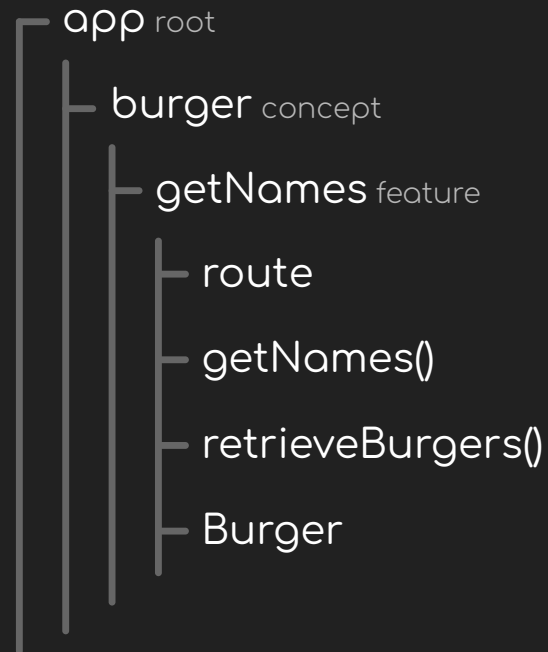 app root
burger concept
getNames feature
route
getNames()
retrieveBurgers()
Burger